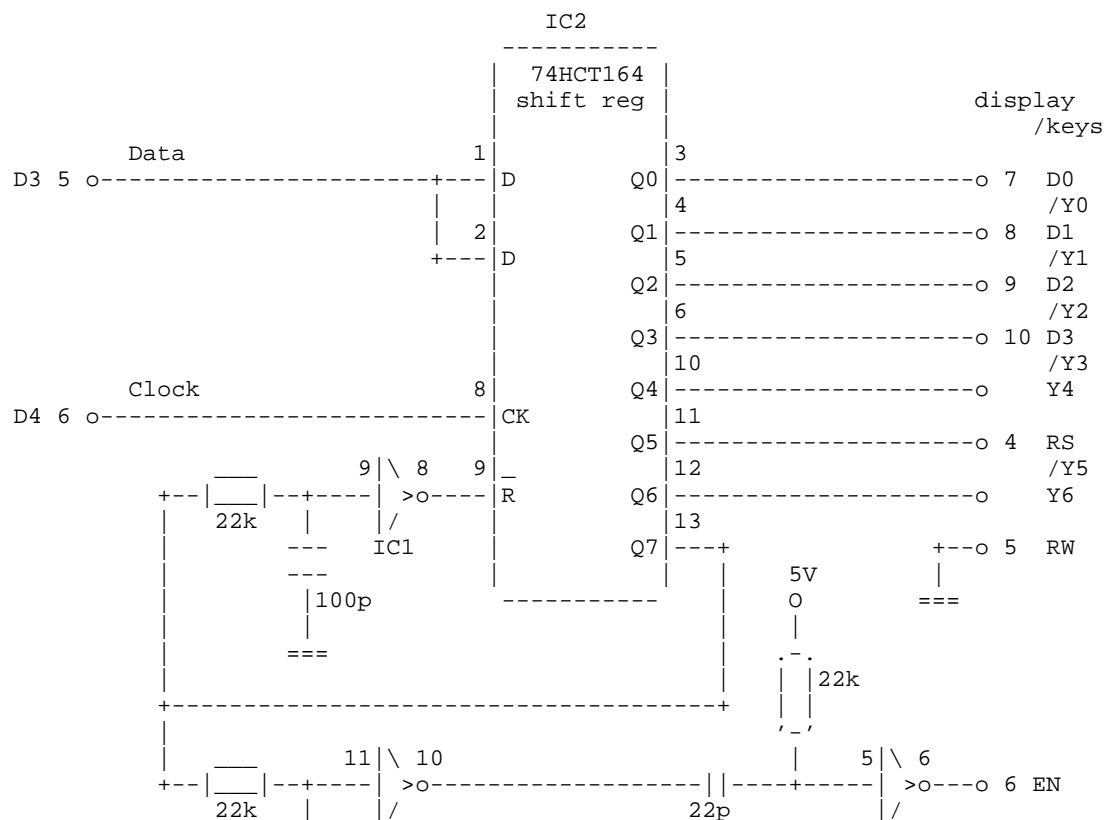 IC2
74HCT164
shift reg
display
/keys
Data 1 3
D3 5 o D Q0 o 7 D0
4 /Y0
2 Q1 o 8 D1
D 5 /Y1
Q2 o 9 D2
6 /Y2
Q3 o 10 D3
10 /Y3
Clock 8 Q4 o Y4
D4 6 o CK 11
Q5 o 4 RS
9 8 9 12 /Y5
R Q6 o Y6
22k 13
IC1 Q7 o 5 RW
5V
100p O
22k
11 10 5 6
o 6 EN
22k 22p